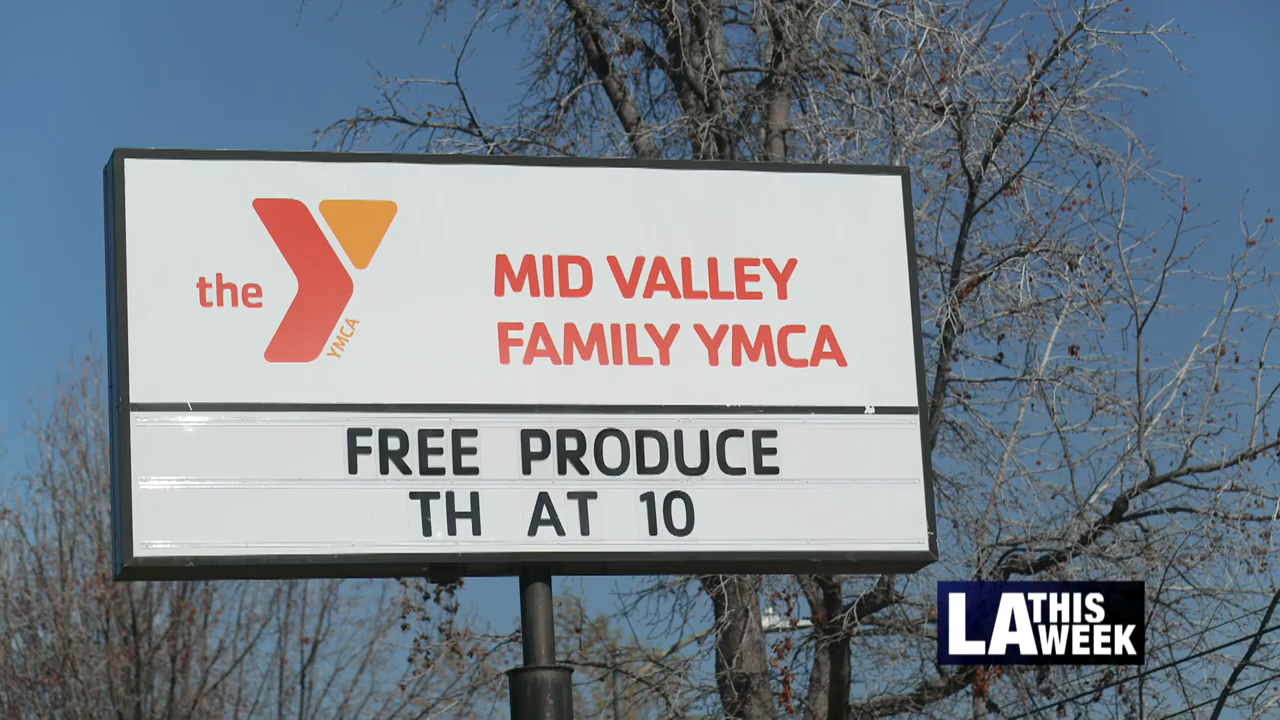 the
YMCA
MID VALLEY
FAMILY YMCA
FREE PRODUCE
TH AT 10
LA THIS
WEEK